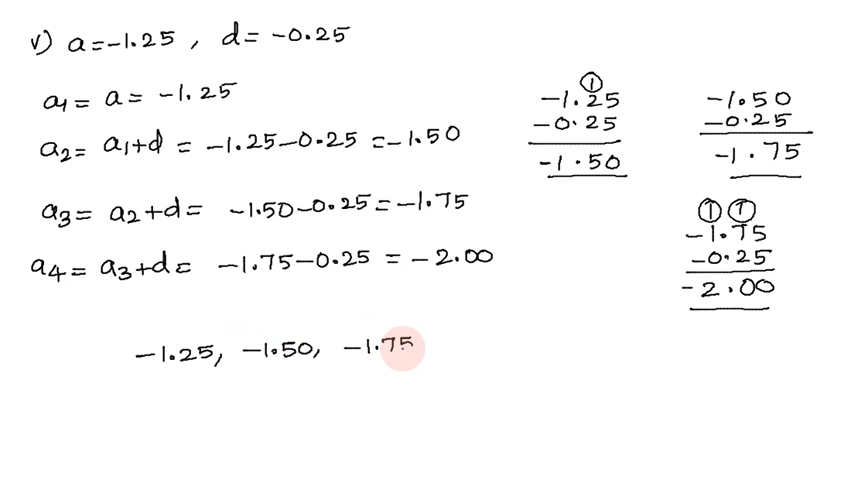 v) a = -1.25 , d = -0.25
a₁ = a = -1.25
a₂ = a₁+d = -1.25-0.25 = -1.50
a₃ = a₂+d = -1.50-0.25 = -1.75
a₄ = a₃+d = -1.75-0.25 = -2.00
-1.25, -1.50, -1.75
①
-1.25
-0.25
-1.50
-1.50
-0.25
-1.75
① ①
-1.75
-0.25
-2.00